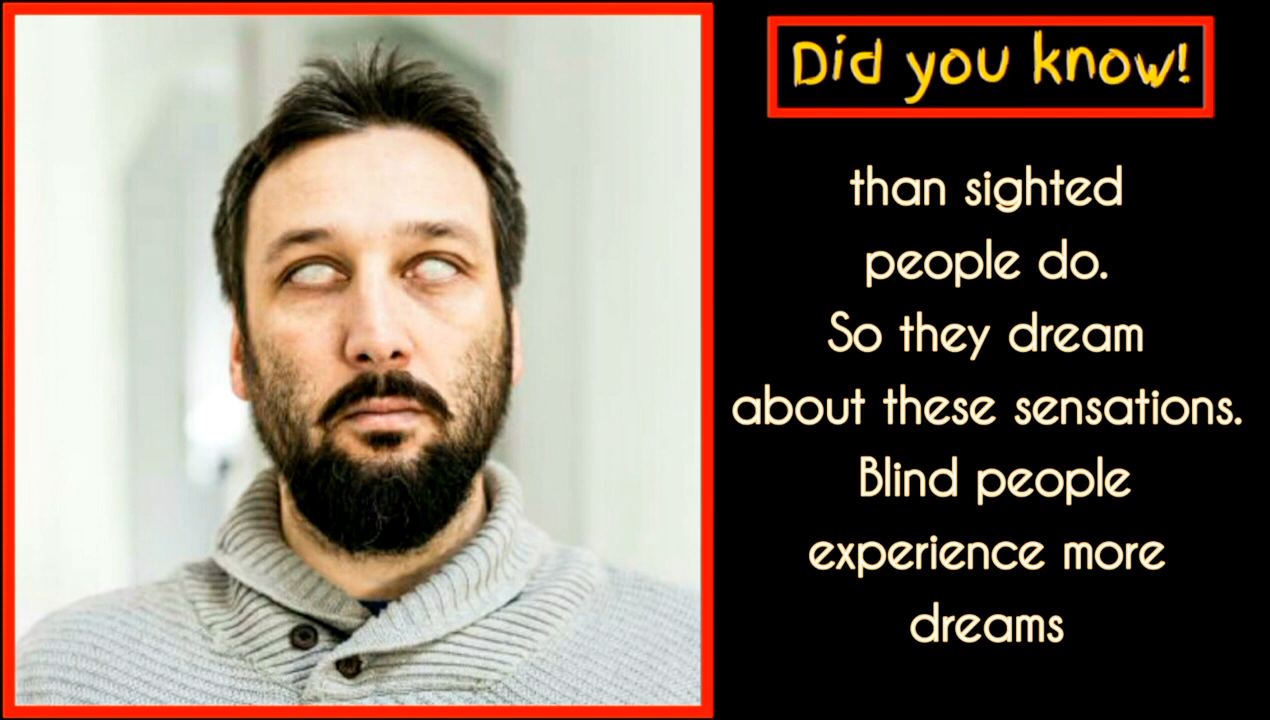 Did you know!
than sighted
people do.
So they dream
about these sensations.
Blind people
experience more
dreams